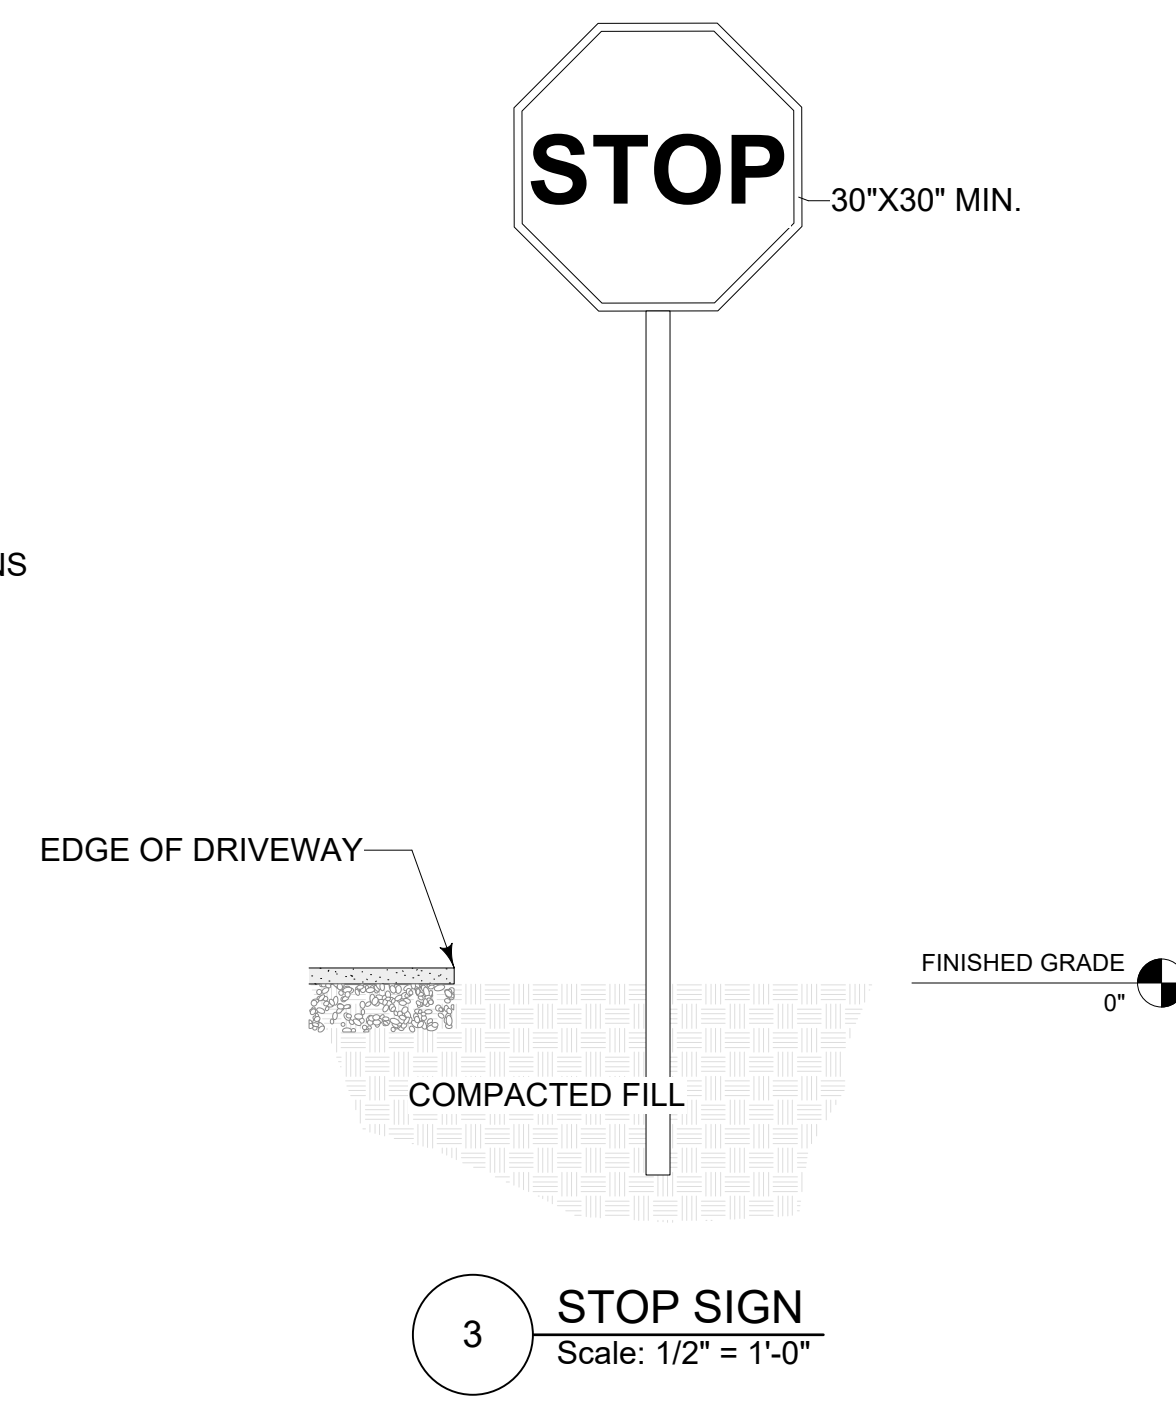 STOP
30"X30" MIN.
NS
EDGE OF DRIVEWAY
FINISHED GRADE
0"
COMPACTED FILL
3
STOP SIGN
Scale: 1/2" = 1'-0"